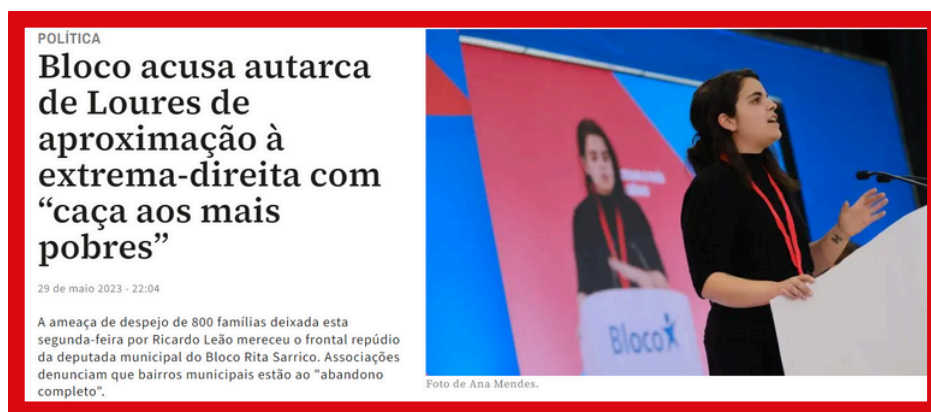 POLÍTICA
Bloco acusa autarca
de Loures de
aproximação à
extrema-direita com
“caça aos mais
pobres”
29 de maio 2023 - 22:04
A ameaça de despejo de 800 famílias deixada esta
segunda-feira por Ricardo Leão mereceu o frontal repúdio
da deputada municipal do Bloco Rita Sarrico. Associações
denunciam que bairros municipais estão ao "abandono
completo".
Bloco
Foto de Ana Mendes.